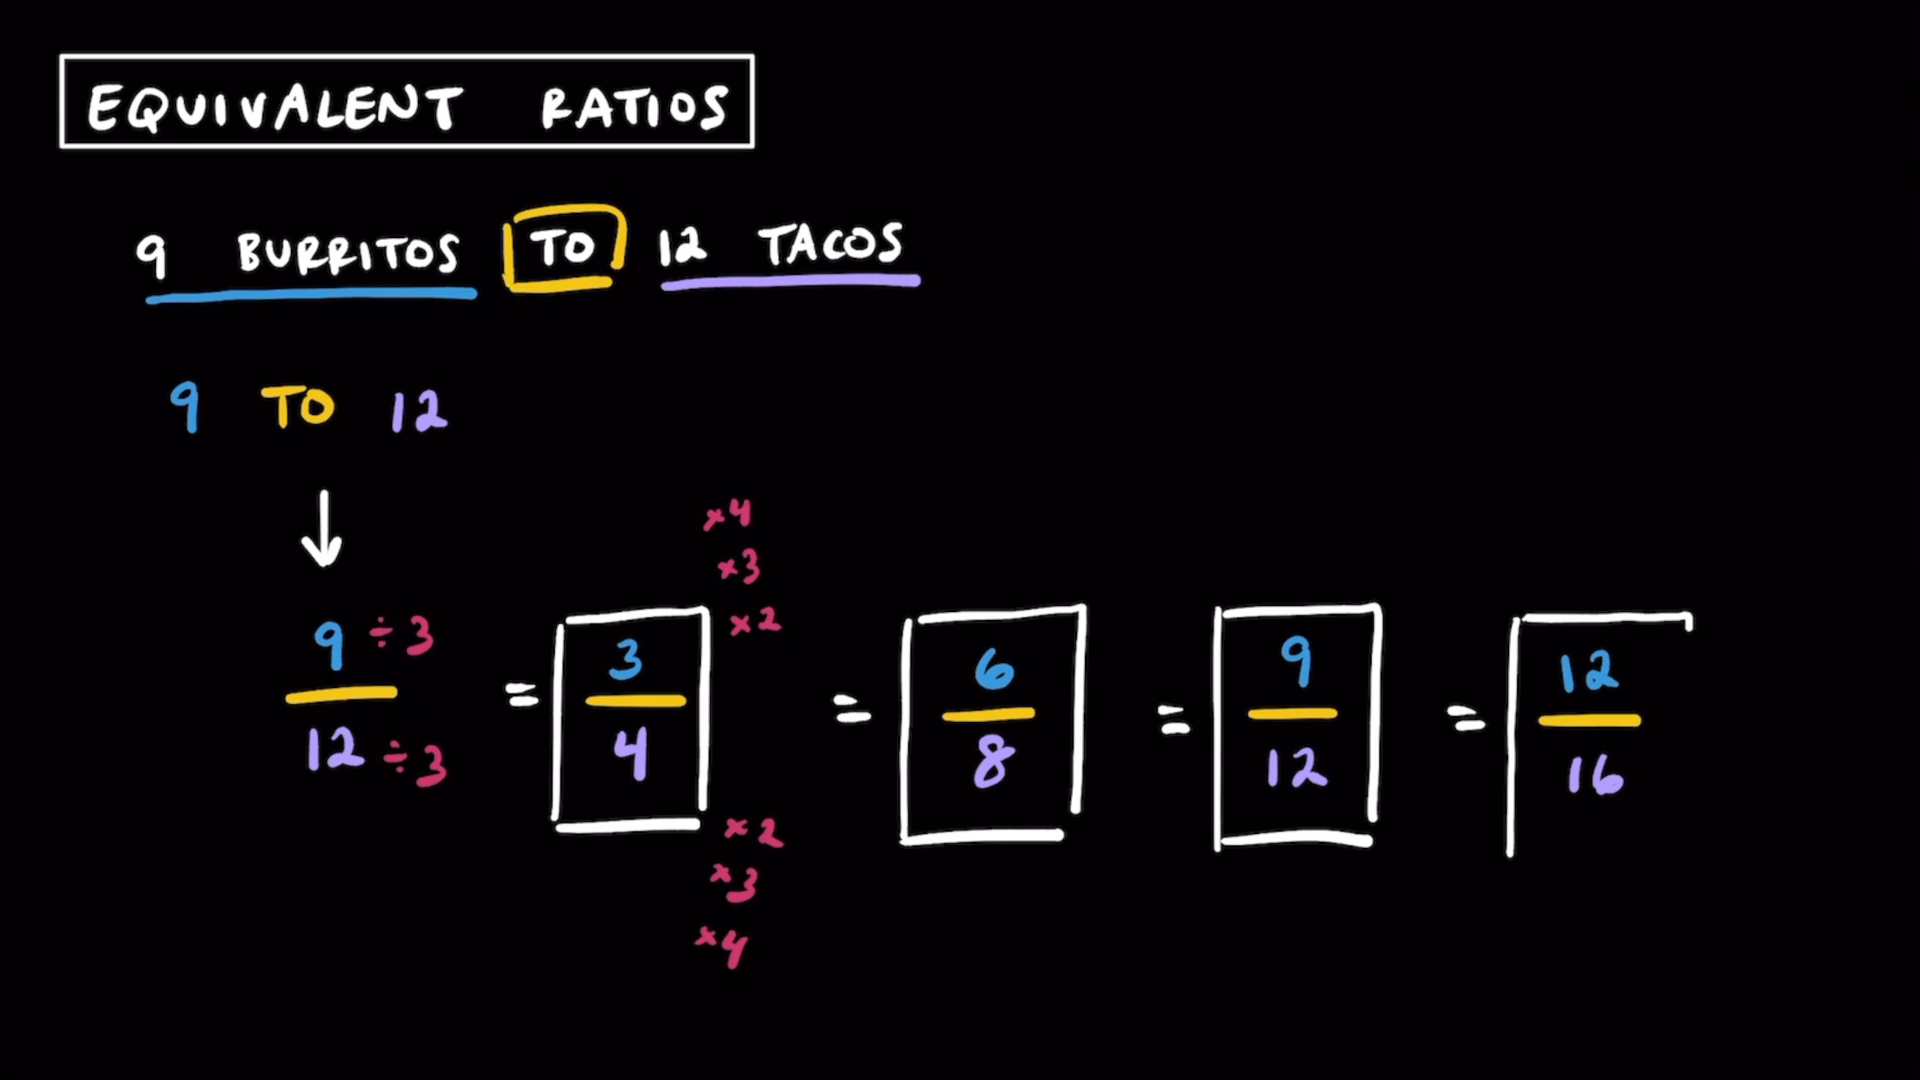 EQUIVALENT RATIOS
9 BURRITOS TO 12 TACOS
9 TO 12
×4
×3
×2
9 ÷3 = 3 = 6 = 9 = 12
12 ÷3 4 8 12 16
×2
×3
×4